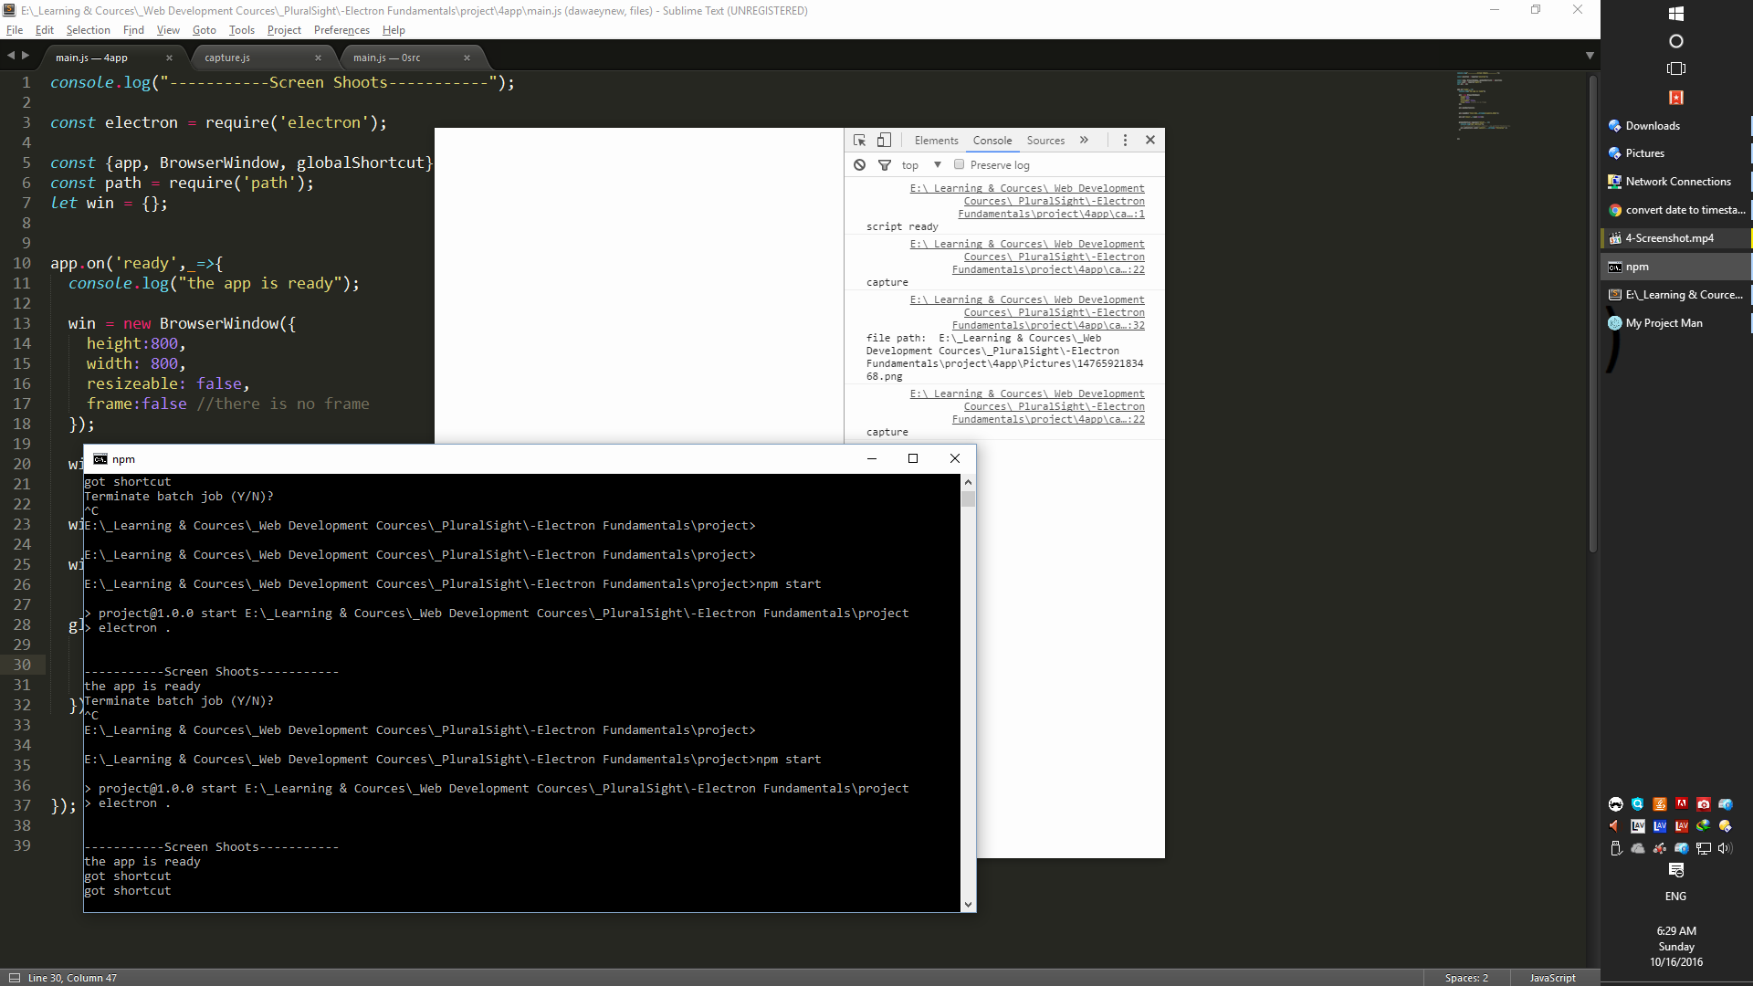 E:\_Learning & Cources\_Web Development Cources\_PluralSight\-Electron Fundamentals\project\4app\main.js (dawaeynew, files) - Sublime Text (UNREGISTERED)
File Edit Selection Find View Goto Tools Project Preferences Help
main.js — 4app × capture.js × main.js — 0src ×
1 console.log("-----------Screen Shoots-----------");
2
3 const electron = require('electron');
4
5 const {app, BrowserWindow, globalShortcut}
6 const path = require('path');
7 let win = {};
8
9
10 app.on('ready',_=>{
11 console.log("the app is ready");
12
13 win = new BrowserWindow({
14 height:800,
15 width: 800,
16 resizeable: false,
17 frame:false //there is no frame
18 });
19
20 wi
21
22
23 wi
24
25 wi
26
27
28 gl
29
30
31
32 })
33
34
35
36
37 });
38
39
Elements Console Sources »
top Preserve log
E:\_Learning & Cources\_Web Development
Cources\_PluralSight\-Electron
Fundamentals\project\4app\ca…:1
script ready
E:\_Learning & Cources\_Web Development
Cources\_PluralSight\-Electron
Fundamentals\project\4app\ca…:22
capture
E:\_Learning & Cources\_Web Development
Cources\_PluralSight\-Electron
Fundamentals\project\4app\ca…:32
file path:  E:\_Learning & Cources\_Web
Development Cources\_PluralSight\-Electron
Fundamentals\project\4app\Pictures\14765921834
68.png
E:\_Learning & Cources\_Web Development
Cources\_PluralSight\-Electron
Fundamentals\project\4app\ca…:22
capture
npm
got shortcut
Terminate batch job (Y/N)?
^C
E:\_Learning & Cources\_Web Development Cources\_PluralSight\-Electron Fundamentals\project>
E:\_Learning & Cources\_Web Development Cources\_PluralSight\-Electron Fundamentals\project>
E:\_Learning & Cources\_Web Development Cources\_PluralSight\-Electron Fundamentals\project>npm start
> project@1.0.0 start E:\_Learning & Cources\_Web Development Cources\_PluralSight\-Electron Fundamentals\project
> electron .
-----------Screen Shoots-----------
the app is ready
Terminate batch job (Y/N)?
^C
E:\_Learning & Cources\_Web Development Cources\_PluralSight\-Electron Fundamentals\project>
E:\_Learning & Cources\_Web Development Cources\_PluralSight\-Electron Fundamentals\project>npm start
> project@1.0.0 start E:\_Learning & Cources\_Web Development Cources\_PluralSight\-Electron Fundamentals\project
> electron .
-----------Screen Shoots-----------
the app is ready
got shortcut
got shortcut
Line 30, Column 47
Spaces: 2
JavaScript
Downloads
Pictures
Network Connections
convert date to timesta...
4-Screenshot.mp4
npm
E:\_Learning & Cource...
My Project Man
LAV LAV LAV
ENG
6:29 AM
Sunday
10/16/2016